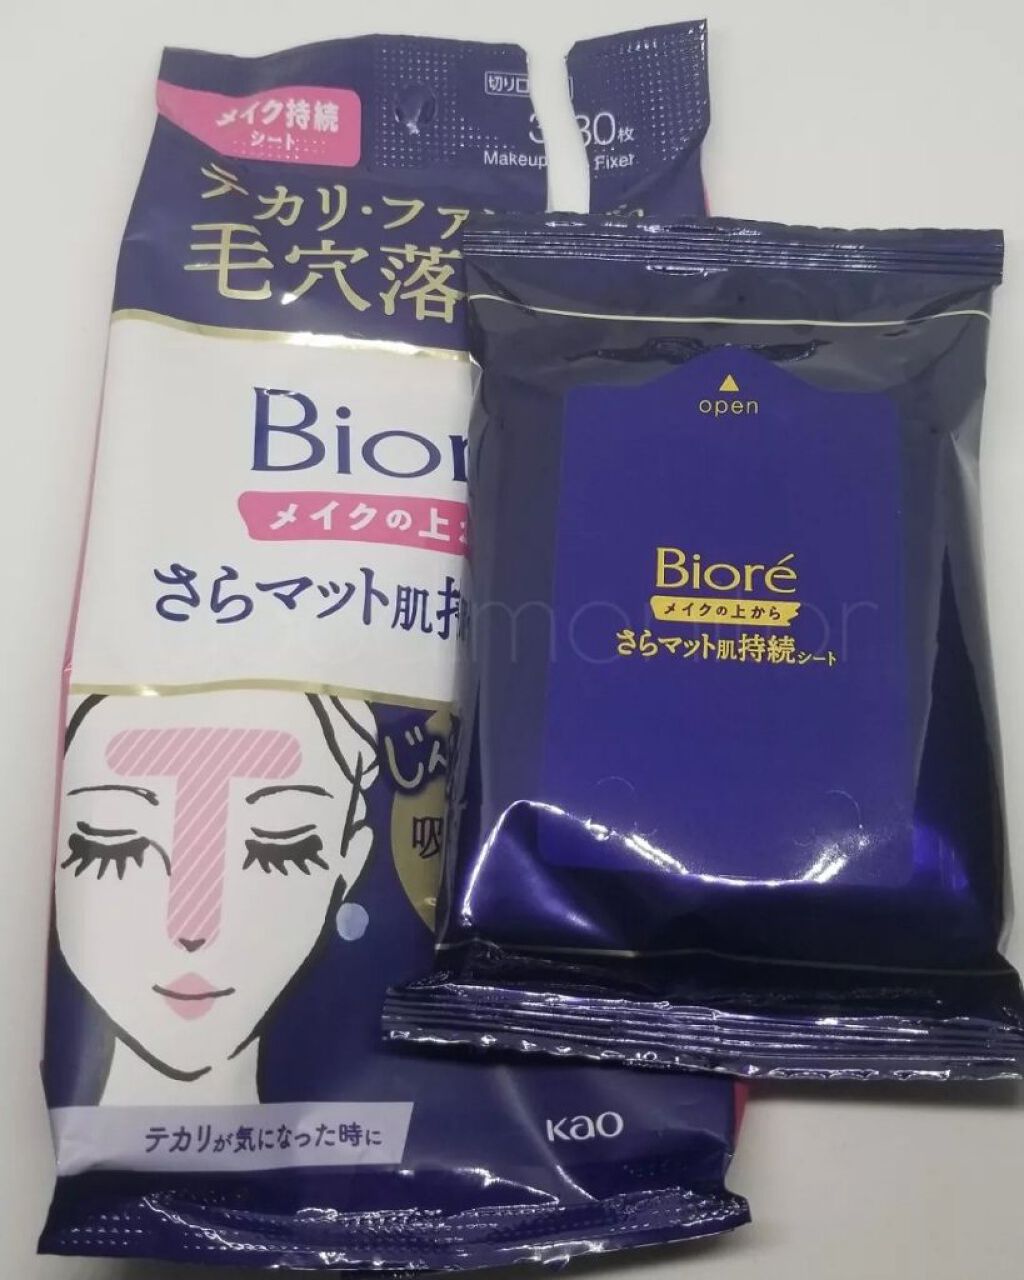 メイク持続
シート
切り口
30枚
Makeup Fixer
テカリ・ファ
毛穴落
Bior
メイクの上か
さらマット肌持
じん
吸
テカリが気になった時に
Kao
open
Bioré
メイクの上から
さらマット肌持続シート